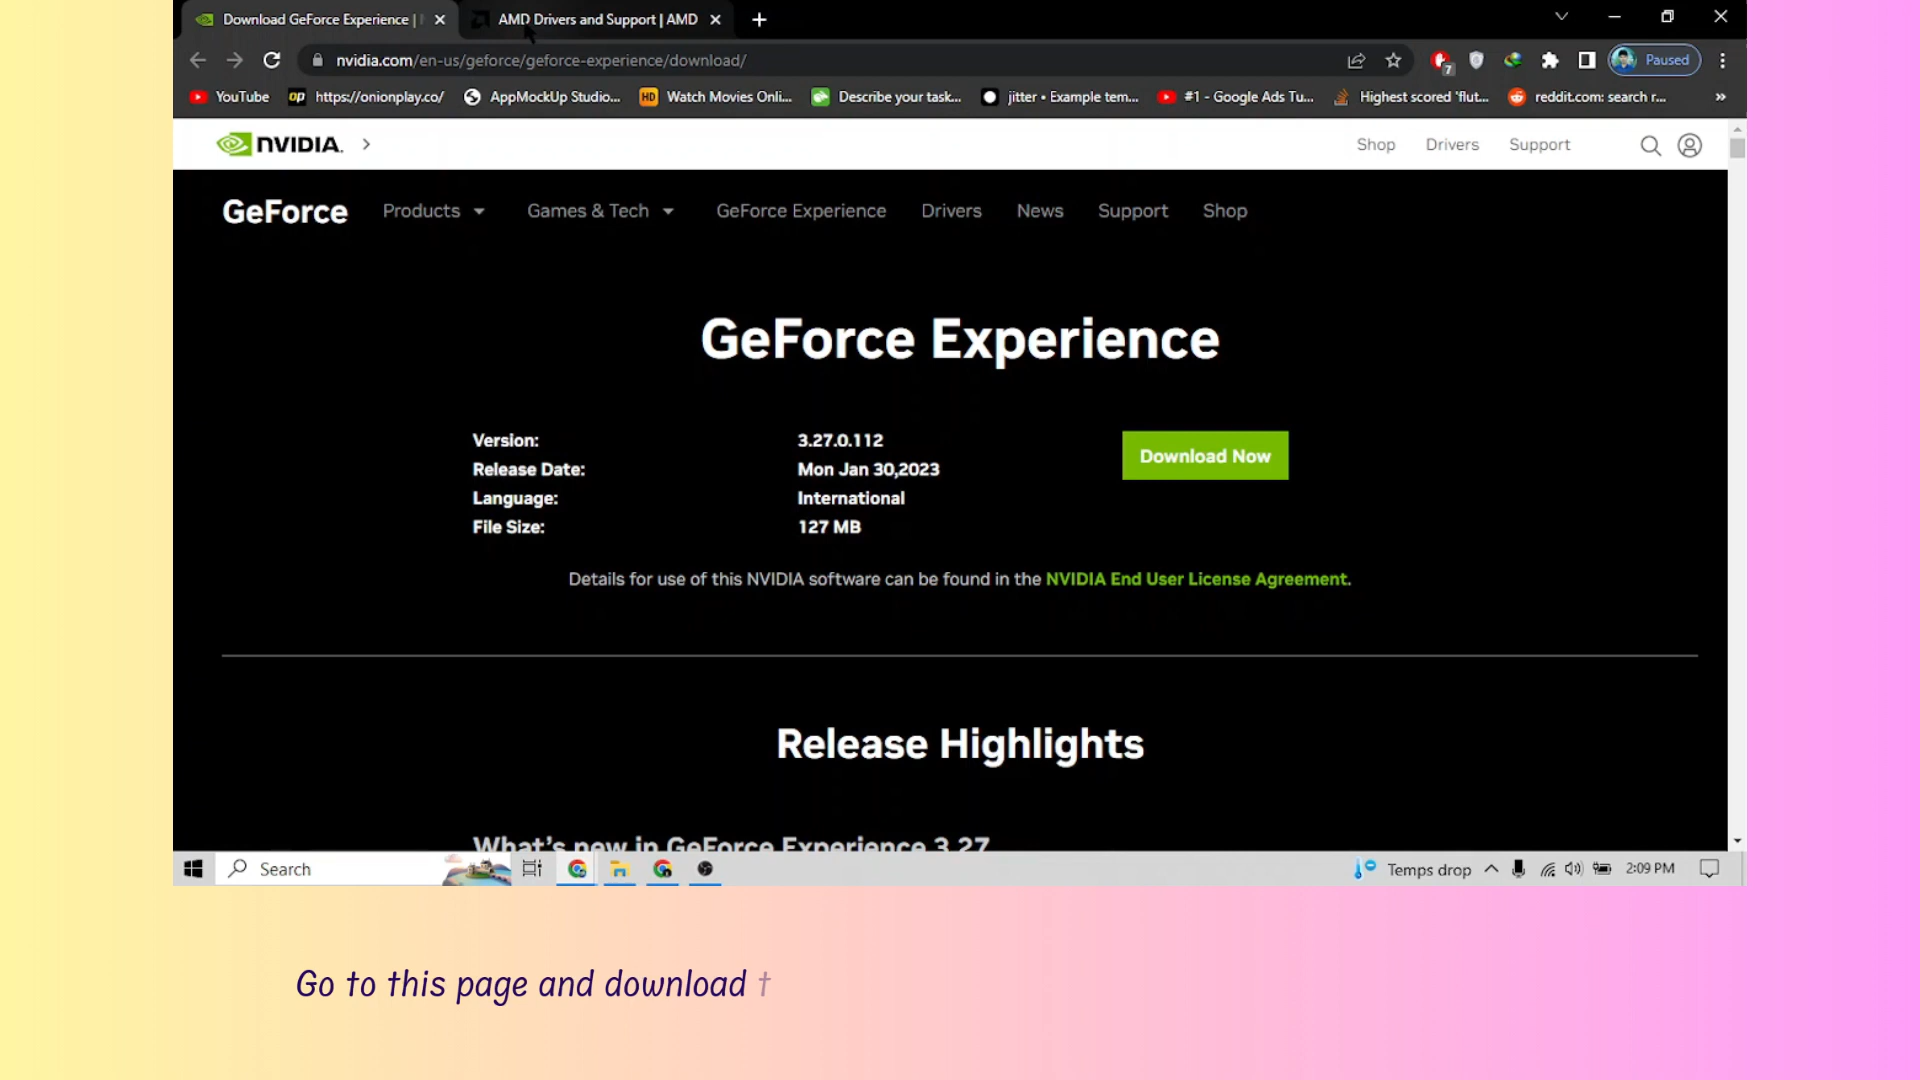 Download GeForce Experience |
AMD Drivers and Support | AMD
nvidia.com/en-us/geforce/geforce-experience/download/
7
Paused
YouTube
op
https://onionplay.co/
AppMockUp Studio...
HD
Watch Movies Onli...
Describe your task...
jitter • Example tem...
#1 - Google Ads Tu...
Highest scored 'flut...
reddit.com: search r...
»
NVIDIA.
Shop
Drivers
Support
GeForce
Products
Games & Tech
GeForce Experience
Drivers
News
Support
Shop
GeForce Experience
Version: 3.27.0.112
Release Date: Mon Jan 30,2023
Language: International
File Size: 127 MB
Download Now
Details for use of this NVIDIA software can be found in the NVIDIA End User License Agreement.
Release Highlights
What's new in GeForce Experience 3.27
Search
Temps drop
2:09 PM
Go to this page and download t